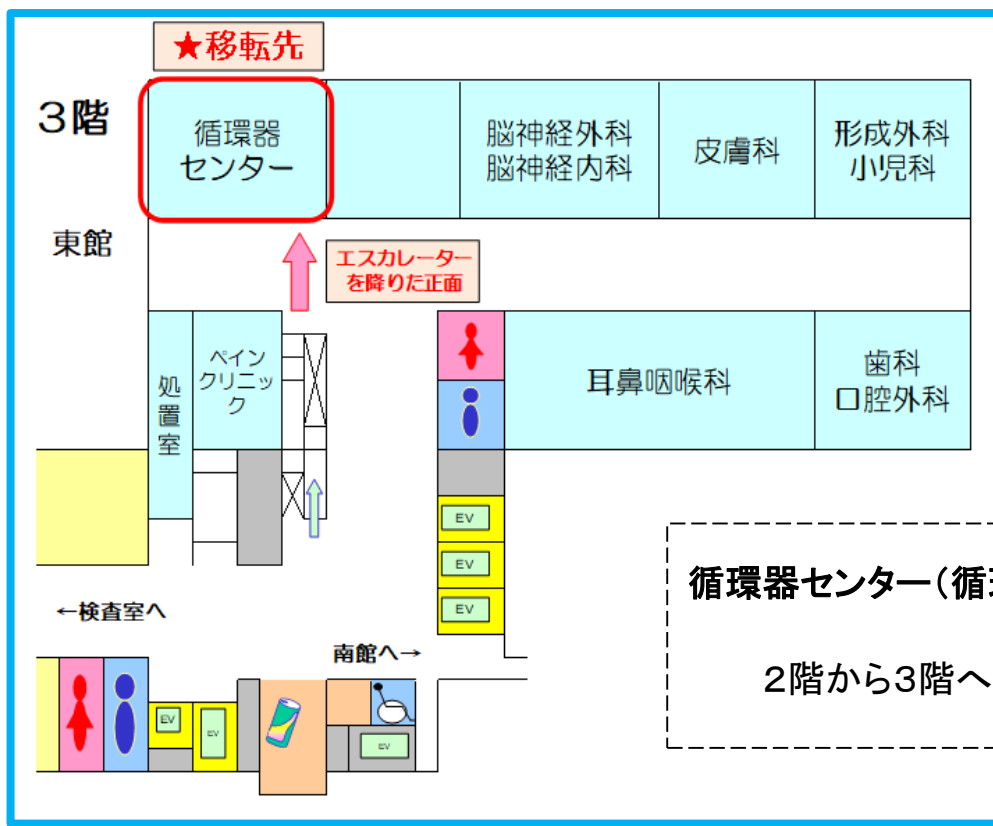 ★移転先
3階
循環器
センター
脳神経外科
脳神経内科
皮膚科
形成外科
小児科
東館
エスカレーター
を降りた正面
処置室
ペイン
クリニッ
ク
耳鼻咽喉科
歯科
口腔外科
EV
EV
EV
循環器センター（循環
2階から3階へ
←検査室へ
南館へ→
EV
EV
EV